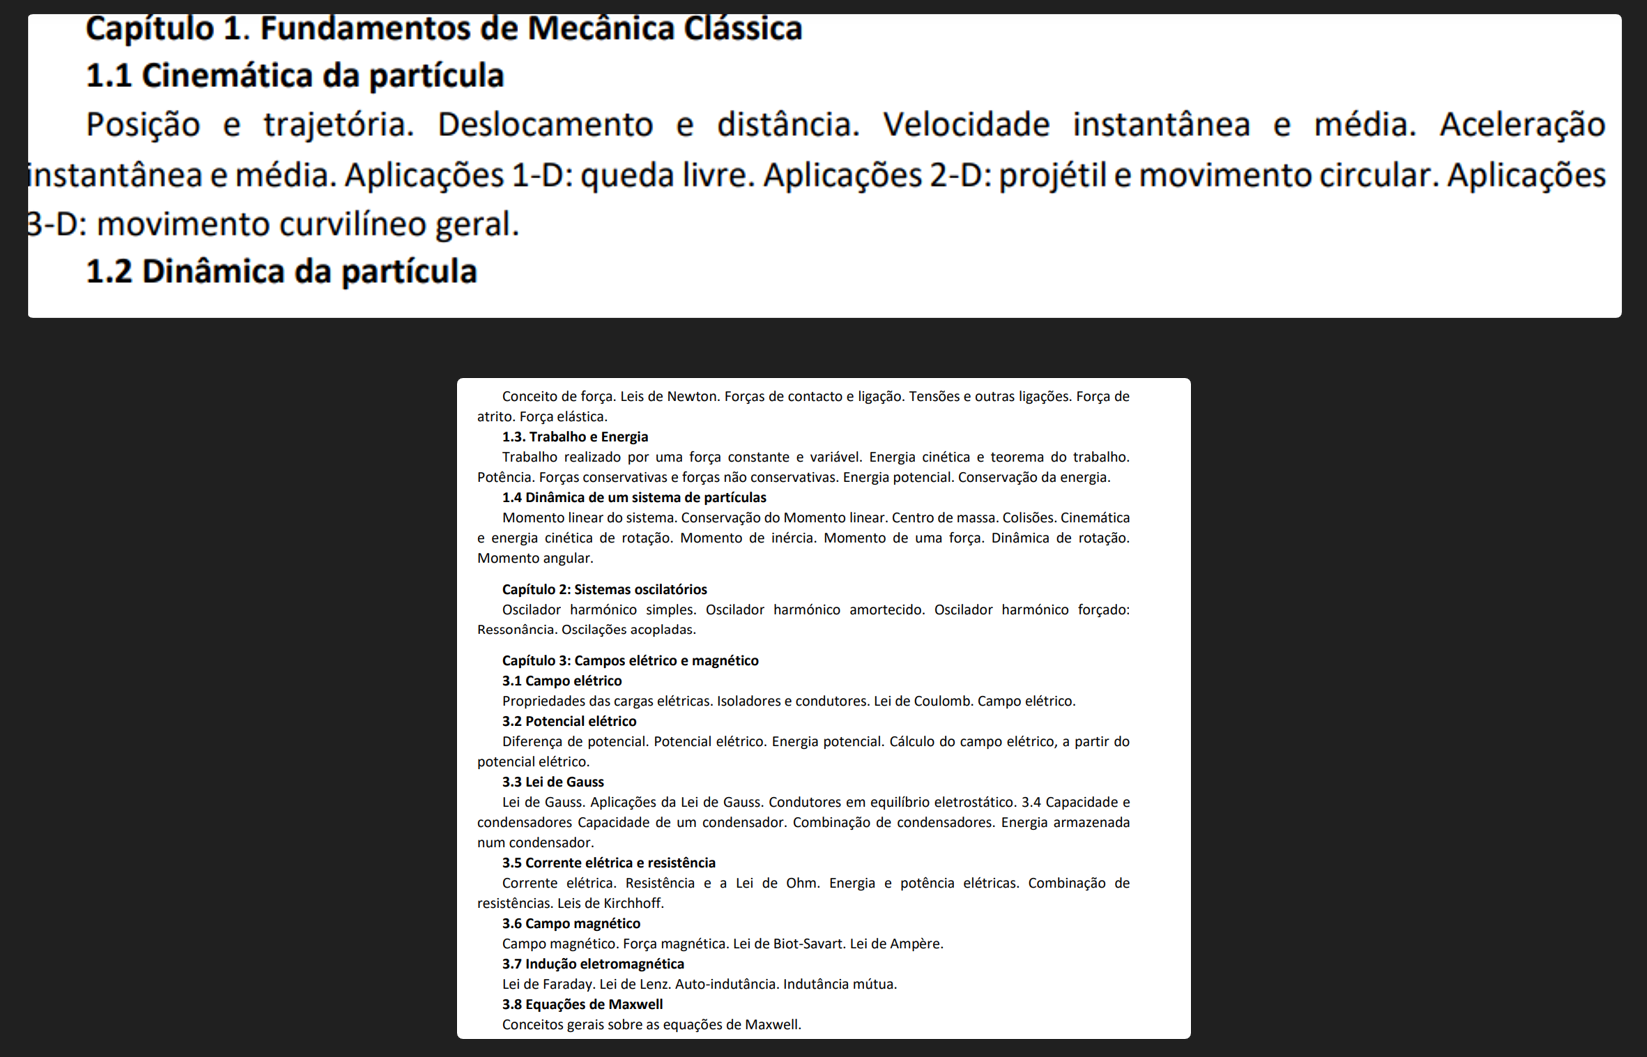 Capítulo 1. Fundamentos de Mecânica Clássica
1.1 Cinemática da partícula
Posição e trajetória. Deslocamento e distância. Velocidade instantânea e média. Aceleração
instantânea e média. Aplicações 1-D: queda livre. Aplicações 2-D: projétil e movimento circular. Aplicações
3-D: movimento curvilíneo geral.
1.2 Dinâmica da partícula
Conceito de força. Leis de Newton. Forças de contacto e ligação. Tensões e outras ligações. Força de
atrito. Força elástica.
1.3. Trabalho e Energia
Trabalho realizado por uma força constante e variável. Energia cinética e teorema do trabalho.
Potência. Forças conservativas e forças não conservativas. Energia potencial. Conservação da energia.
1.4 Dinâmica de um sistema de partículas
Momento linear do sistema. Conservação do Momento linear. Centro de massa. Colisões. Cinemática
e energia cinética de rotação. Momento de inércia. Momento de uma força. Dinâmica de rotação.
Momento angular.
Capítulo 2: Sistemas oscilatórios
Oscilador harmónico simples. Oscilador harmónico amortecido. Oscilador harmónico forçado:
Ressonância. Oscilações acopladas.
Capítulo 3: Campos elétrico e magnético
3.1 Campo elétrico
Propriedades das cargas elétricas. Isoladores e condutores. Lei de Coulomb. Campo elétrico.
3.2 Potencial elétrico
Diferença de potencial. Potencial elétrico. Energia potencial. Cálculo do campo elétrico, a partir do
potencial elétrico.
3.3 Lei de Gauss
Lei de Gauss. Aplicações da Lei de Gauss. Condutores em equilíbrio eletrostático. 3.4 Capacidade e
condensadores Capacidade de um condensador. Combinação de condensadores. Energia armazenada
num condensador.
3.5 Corrente elétrica e resistência
Corrente elétrica. Resistência e a Lei de Ohm. Energia e potência elétricas. Combinação de
resistências. Leis de Kirchhoff.
3.6 Campo magnético
Campo magnético. Força magnética. Lei de Biot-Savart. Lei de Ampère.
3.7 Indução eletromagnética
Lei de Faraday. Lei de Lenz. Auto-indutância. Indutância mútua.
3.8 Equações de Maxwell
Conceitos gerais sobre as equações de Maxwell.